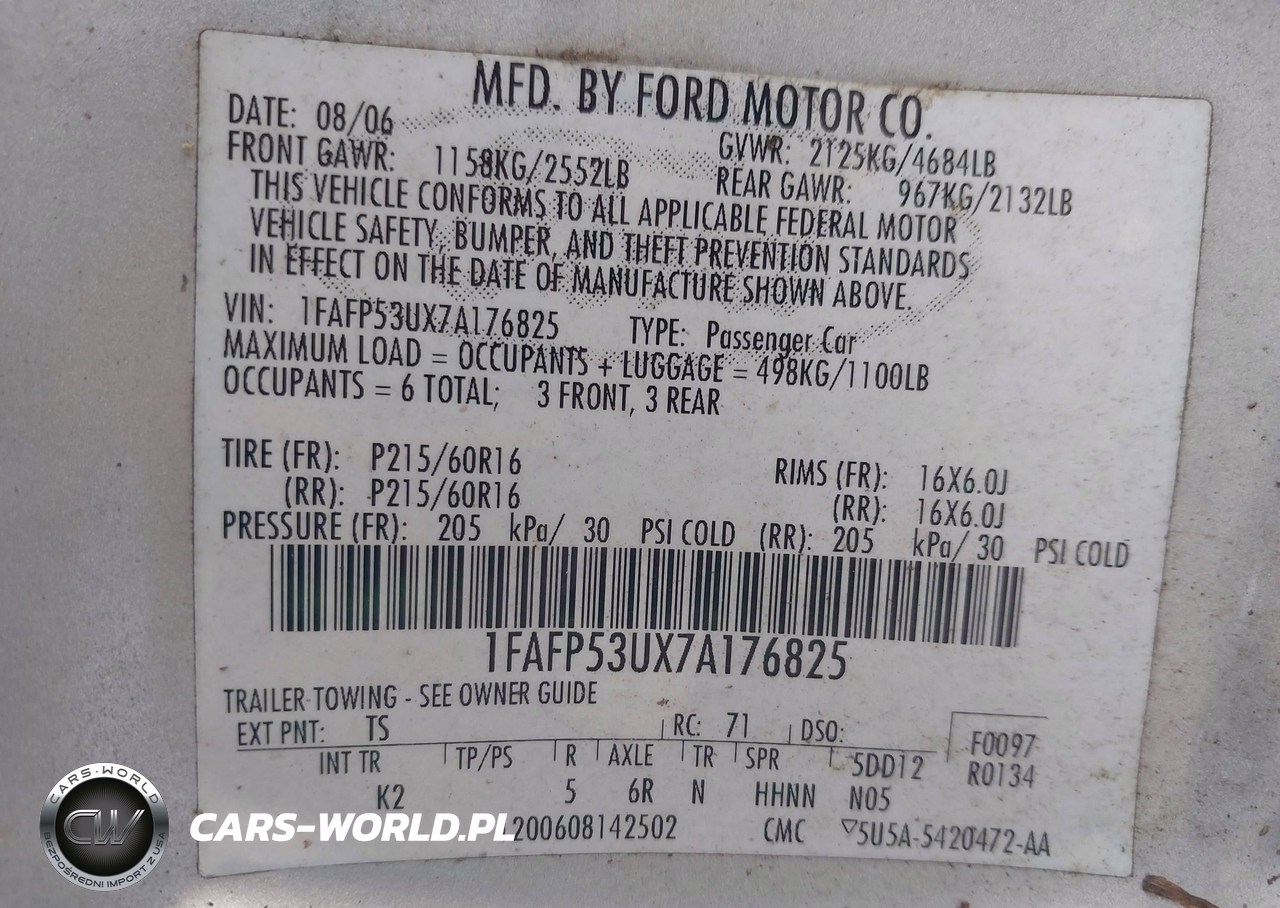 MFD. BY FORD MOTOR CO.
DATE: 08/06 GVWR: 2125KG/4684LB
FRONT GAWR: 1158KG/2552LB REAR GAWR: 967KG/2132LB
THIS VEHICLE CONFORMS TO ALL APPLICABLE FEDERAL MOTOR
VEHICLE SAFETY, BUMPER, AND THEFT PREVENTION STANDARDS
IN EFFECT ON THE DATE OF MANUFACTURE SHOWN ABOVE.
VIN: 1FAFP53UX7A176825 TYPE: Passenger Car
MAXIMUM LOAD = OCCUPANTS + LUGGAGE = 498KG/1100LB
OCCUPANTS = 6 TOTAL; 3 FRONT, 3 REAR
TIRE (FR): P215/60R16 RIMS (FR): 16X6.0J
(RR): P215/60R16 (RR): 16X6.0J
PRESSURE (FR): 205 kPa/ 30 PSI COLD (RR): 205 kPa/ 30 PSI COLD
1FAFP53UX7A176825
TRAILER TOWING - SEE OWNER GUIDE
EXT PNT: TS RC: 71 DSO: F0097
INT TR TP/PS R AXLE TR SPR 5DD12 R0134
K2 5 6R N HHNN N05
200608142502 CMC ▽5U5A-5420472-AA
CARS-WORLD
CW
BEZPOŚREDNI IMPORT Z USA
CARS-WORLD.PL